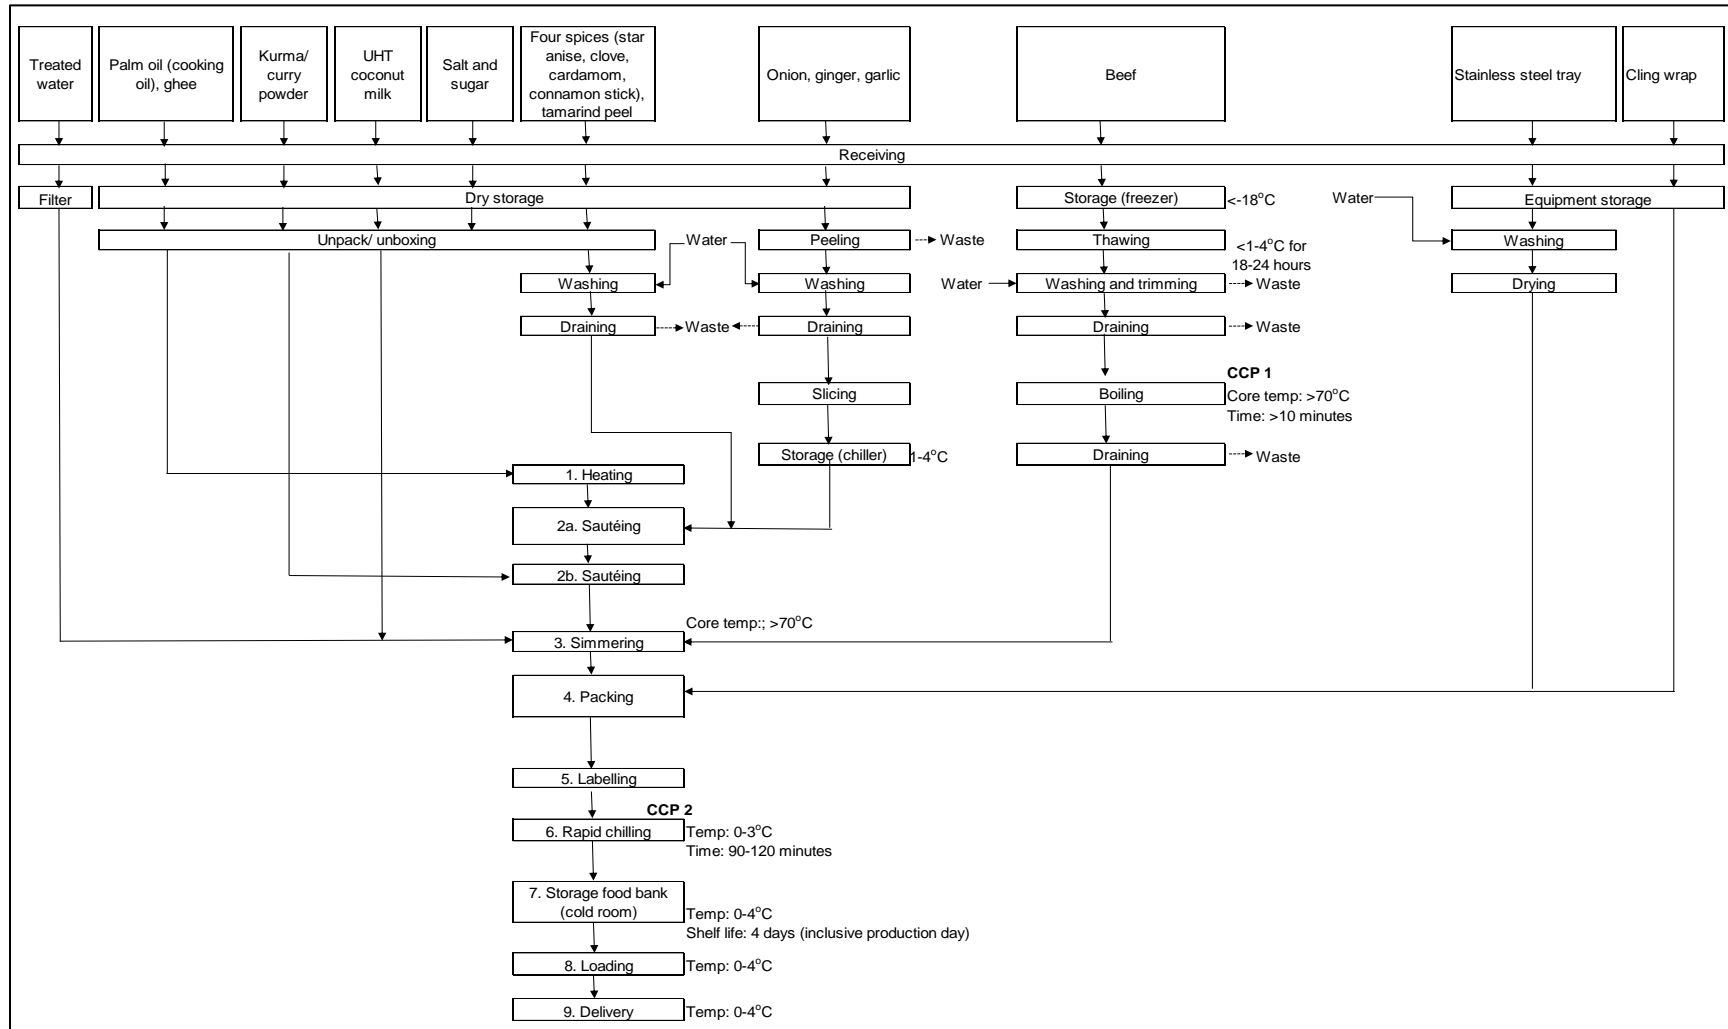 Treated
water
Palm oil (cooking
oil), ghee
Kurma/
curry
powder
UHT
coconut
milk
Salt and
sugar
Four spices (star
anise, clove,
cardamom,
connamon stick),
tamarind peel
Onion, ginger, garlic
Beef
Stainless steel tray
Cling wrap
Receiving
Filter
Dry storage
Storage (freezer)
<-18°C
Water
Equipment storage
Unpack/ unboxing
Water
Peeling
Waste
Thawing
<1-4°C for
18-24 hours
Washing
Washing
Washing
Water
Washing and trimming
Waste
Drying
Draining
Waste
Draining
Draining
Waste
Slicing
Boiling
CCP 1
Core temp: >70°C
Time: >10 minutes
Storage (chiller)
1-4°C
Draining
Waste
1. Heating
2a. Sautéing
2b. Sautéing
Core temp:; >70°C
3. Simmering
4. Packing
5. Labelling
CCP 2
6. Rapid chilling
Temp: 0-3°C
Time: 90-120 minutes
7. Storage food bank
(cold room)
Temp: 0-4°C
Shelf life: 4 days (inclusive production day)
8. Loading
Temp: 0-4°C
9. Delivery
Temp: 0-4°C